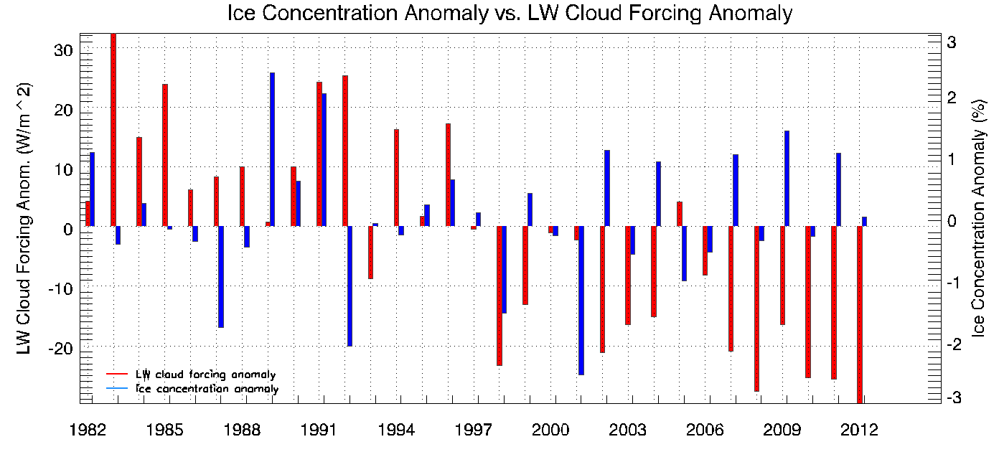 Ice Concentration Anomaly vs. LW Cloud Forcing Anomaly
LW Cloud Forcing Anom. (W/m ^ 2)
30
20
10
0
-10
-20
3
2
1
0
-1
-2
-3
Ice Concentration Anomaly (%)
LW cloud forcing anomaly
Ice concentration anomaly
1982 1985 1988 1991 1994 1997 2000 2003 2006 2009 2012